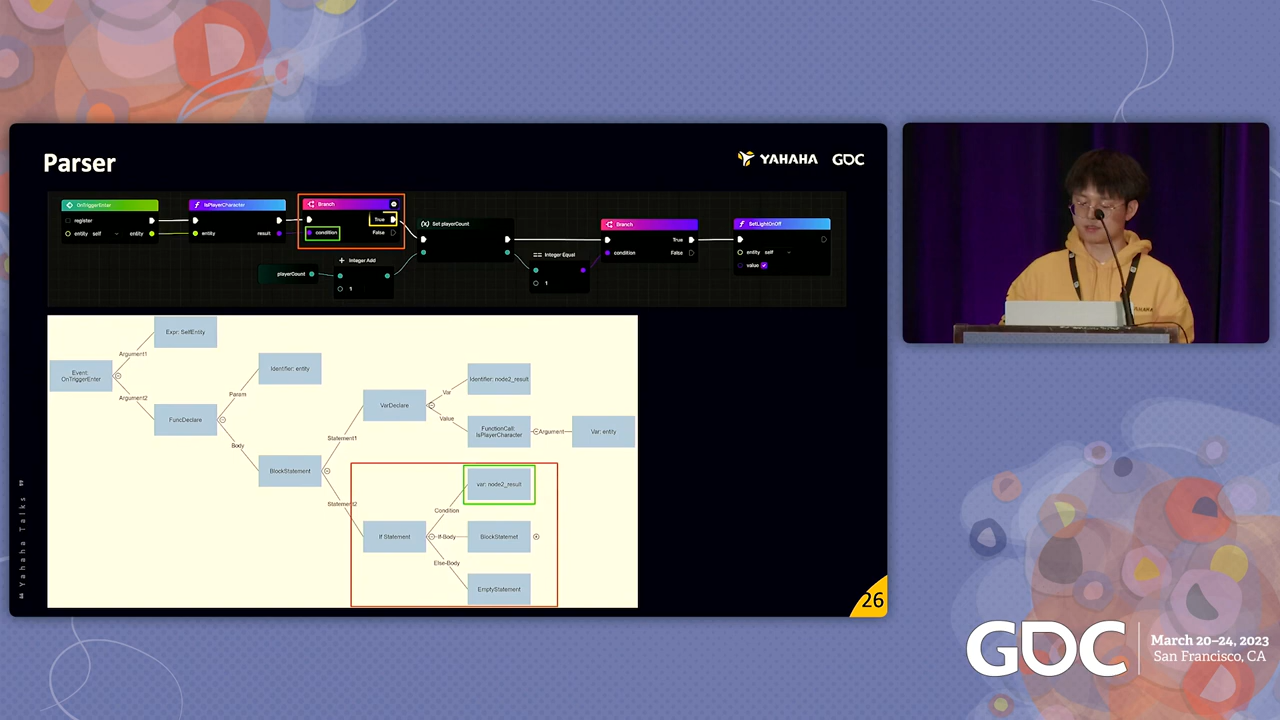 Parser
YAHAHA GDC
OnTriggerEnter
register
entity self entity
IsPlayerCharacter
entity result
Branch
True
condition False
Set playerCount
playerCount
Integer Add
1
Integer Equal
1
Branch
True
condition False
SetLightOnOff
entity self
value
Event:
OnTriggerEnter
Argument1
Argument2
Expr: SelfEntity
FuncDeclare
Param
Body
Identifier: entity
BlockStatement
Statement1
Statement2
VarDeclare
Var
Value
Identifier: node2_result
FunctionCall:
IsPlayerCharacter
Argument
Var: entity
If Statement
Condition
If-Body
Else-Body
var: node2_result
BlockStatemet
EmptyStatement
Yahaha Talks
26
YAHAHA
GDC
March 20–24, 2023
San Francisco, CA